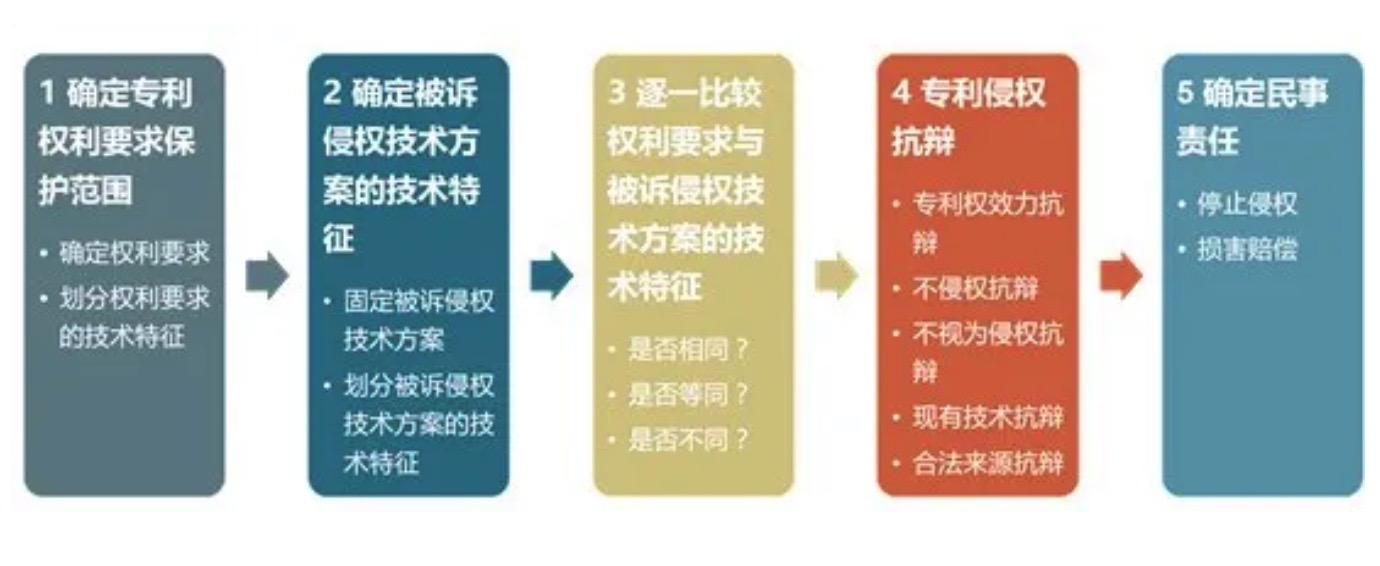 1 确定专利
权利要求保
护范围
• 确定权利要求
• 划分权利要求
的技术特征
2 确定被诉
侵权技术方
案的技术特
征
• 固定被诉侵权
技术方案
• 划分被诉侵权
技术方案的技
术特征
3 逐一比较
权利要求与
被诉侵权技
术方案的技
术特征
• 是否相同？
• 是否等同？
• 是否不同？
4 专利侵权
抗辩
• 专利权效力抗
辩
• 不侵权抗辩
• 不视为侵权抗
辩
• 现有技术抗辩
• 合法来源抗辩
5 确定民事
责任
• 停止侵权
• 损害赔偿